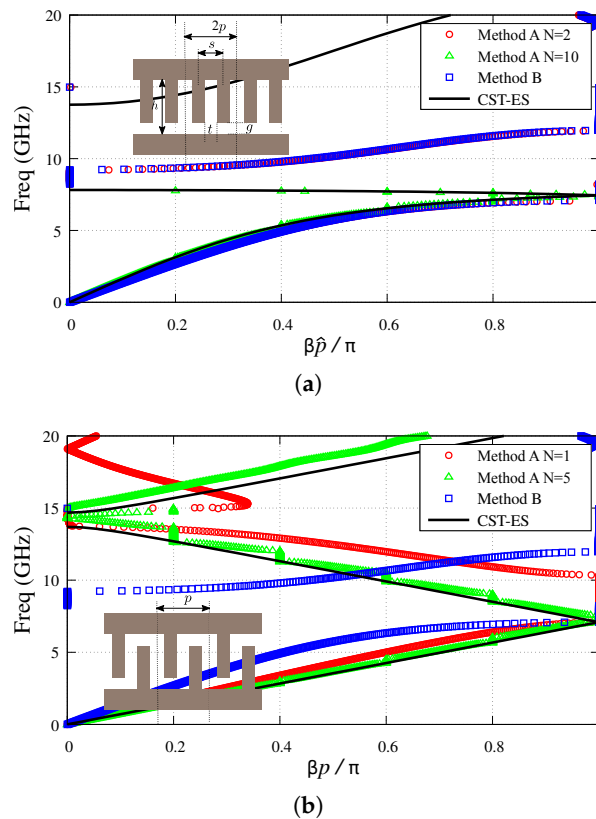 20
15
10
5
0
Freq (GHz)
2p
s
h
t
g
Method A N=2
Method A N=10
Method B
CST-ES
0
0.2
0.4
0.6
0.8
1
βp̂ / π
(a)
20
15
10
5
0
Freq (GHz)
p
Method A N=1
Method A N=5
Method B
CST-ES
0
0.2
0.4
0.6
0.8
1
βp / π
(b)